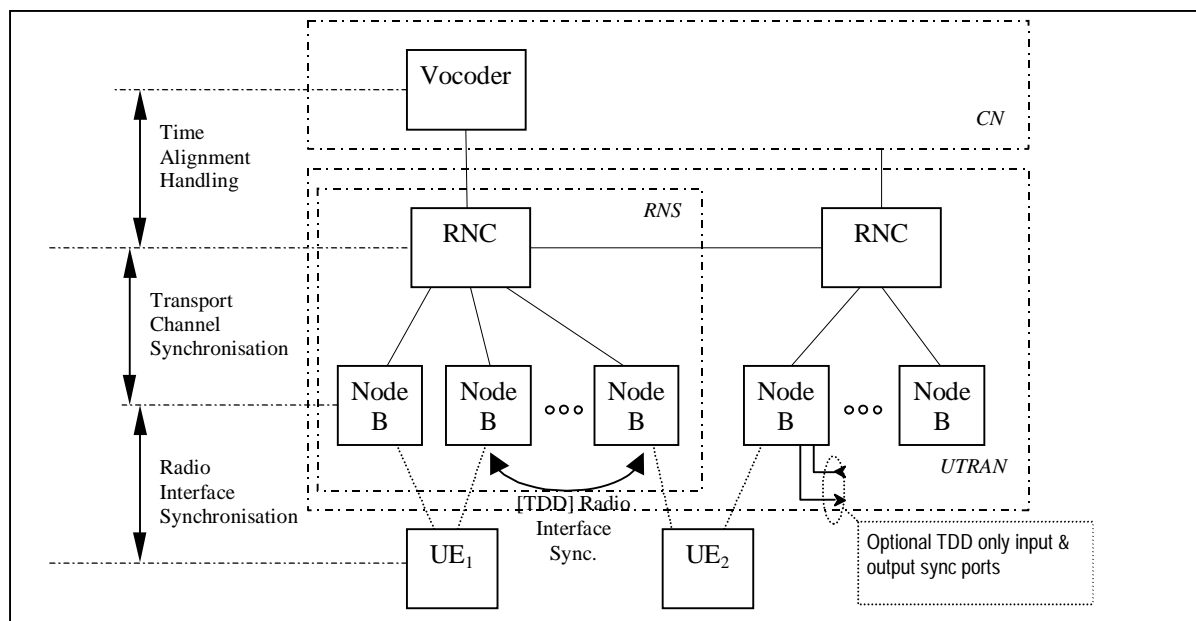 Vocoder
CN
Time
Alignment
Handling
RNS
RNC
RNC
Transport
Channel
Synchronisation
Node
B
Node
B
Node
B
Node
B
Node
B
UTRAN
Radio
Interface
Synchronisation
[TDD] Radio
Interface
Sync.
UE1
UE2
Optional TDD only input &
output sync ports